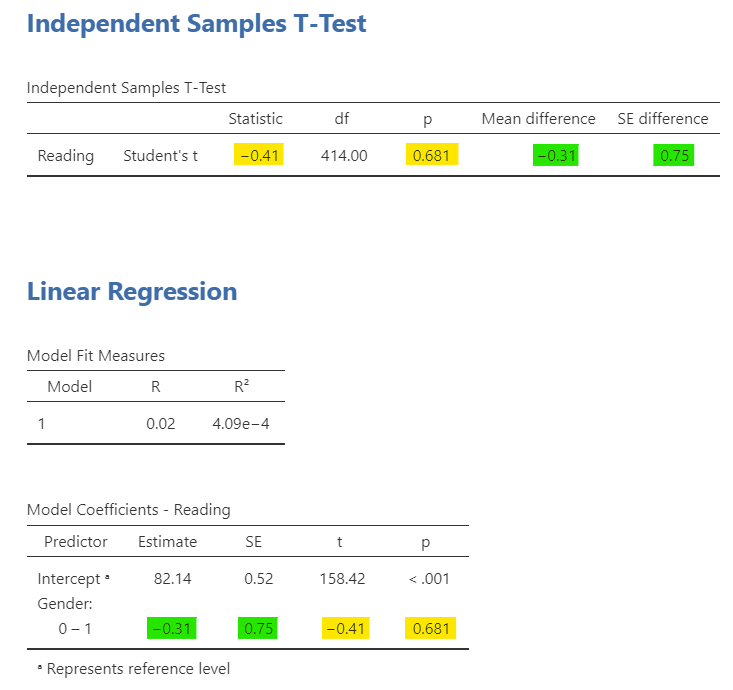 Independent Samples T-Test
Independent Samples T-Test
Statistic df p Mean difference SE difference
Reading Student's t −0.41 414.00 0.681 −0.31 0.75
Linear Regression
Model Fit Measures
Model R R²
1 0.02 4.09e−4
Model Coefficients - Reading
Predictor Estimate SE t p
Intercept ᵃ 82.14 0.52 158.42 < .001
Gender:
0 – 1 −0.31 0.75 −0.41 0.681
ᵃ Represents reference level